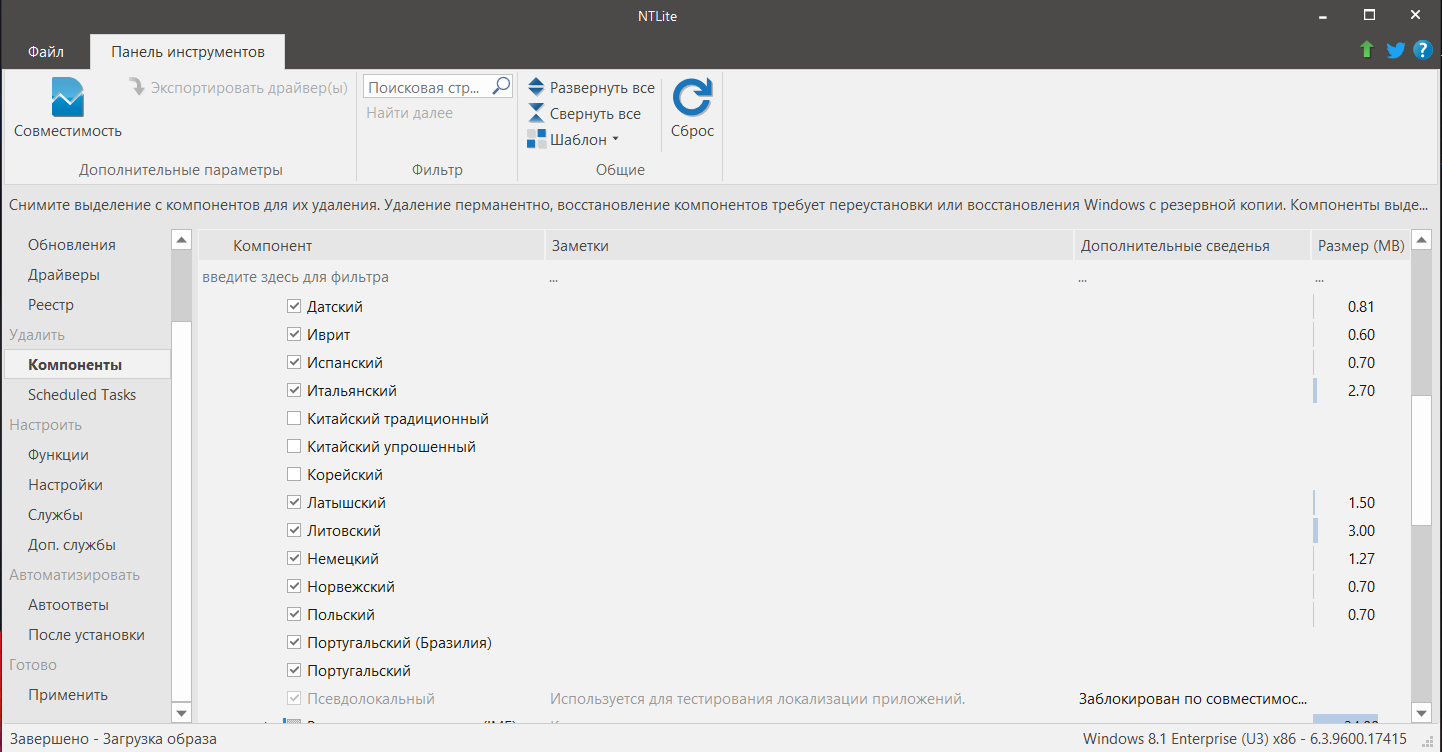 NTLite
Файл
Панель инструментов
Экспортировать драйвер(ы)
Совместимость
Дополнительные параметры
Поисковая стр...
Найти далее
Фильтр
Развернуть все
Свернуть все
Шаблон
Общие
Сброс
Снимите выделение с компонентов для их удаления. Удаление перманентно, восстановление компонентов требует переустановки или восстановления Windows с резервной копии. Компоненты выде...
Обновления
Драйверы
Реестр
Удалить
Компоненты
Scheduled Tasks
Настроить
Функции
Настройки
Службы
Доп. службы
Автоматизировать
Автоответы
После установки
Готово
Применить
Компонент Заметки Дополнительные сведенья Размер (MB)
введите здесь для фильтра ... ... ...
Датский 0.81
Иврит 0.60
Испанский 0.70
Итальянский 2.70
Китайский традиционный
Китайский упрошенный
Корейский
Латышский 1.50
Литовский 3.00
Немецкий 1.27
Норвежский 0.70
Польский 0.70
Португальский (Бразилия)
Португальский
Псевдолокальный Используется для тестирования локализации приложений. Заблокирован по совместимос...
Завершено - Загрузка образа
Windows 8.1 Enterprise (U3) x86 - 6.3.9600.17415